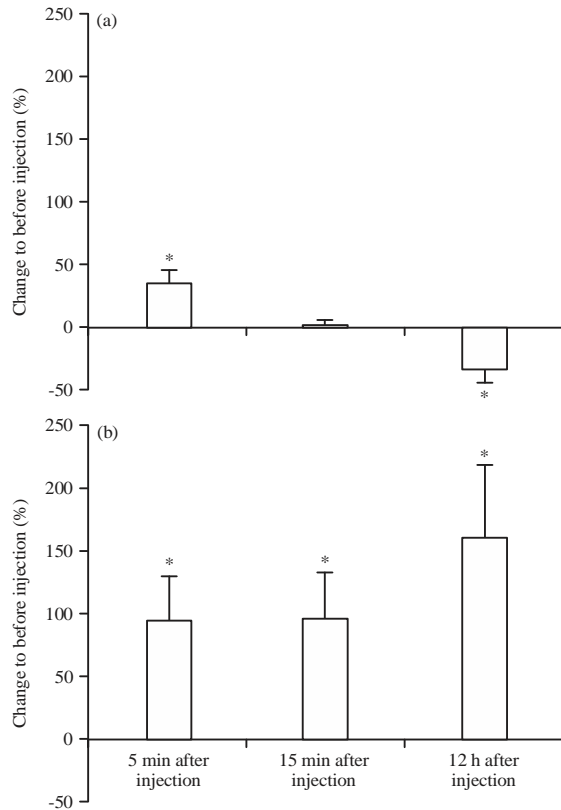 (a)
Change to before injection (%)
250
200
150
100
50
0
-50
*
*
(b)
Change to before injection (%)
250
200
150
100
50
0
-50
*
*
*
5 min after
injection
15 min after
injection
12 h after
injection